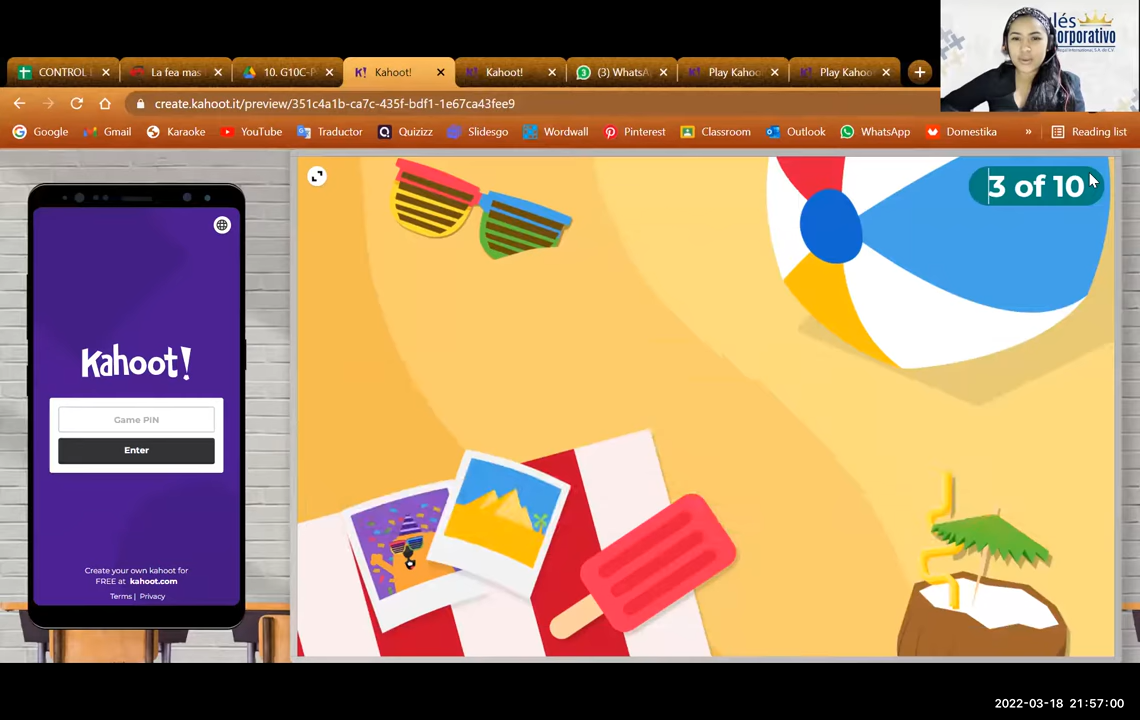 lés
corporativo
CONTROL
La fea mas
10. G10C-P
Kahoot!
Kahoot!
(3) WhatsA
Play Kahoo
Play Kahoo
create.kahoot.it/preview/351c4a1b-ca7c-435f-bdf1-1e67ca43fee9
Google
Gmail
Karaoke
YouTube
Traductor
Quizizz
Slidesgo
Wordwall
Pinterest
Classroom
Outlook
WhatsApp
Domestika
»
Reading list
3 of 10
Kahoot!
Game PIN
Enter
Create your own kahoot for
FREE at kahoot.com
Terms | Privacy
2022-03-18 21:57:00